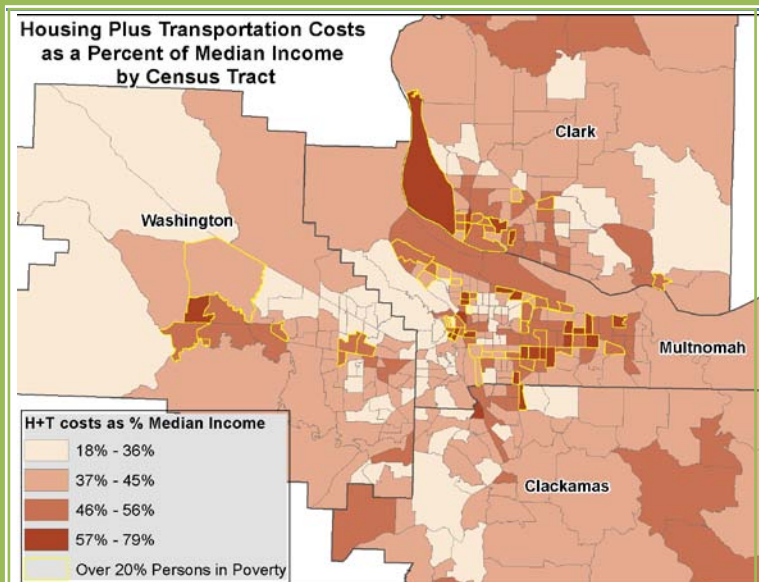 Housing Plus Transportation Costs
as a Percent of Median Income
by Census Tract
Clark
Washington
Multnomah
Clackamas
H+T costs as % Median Income
18% - 36%
37% - 45%
46% - 56%
57% - 79%
Over 20% Persons in Poverty